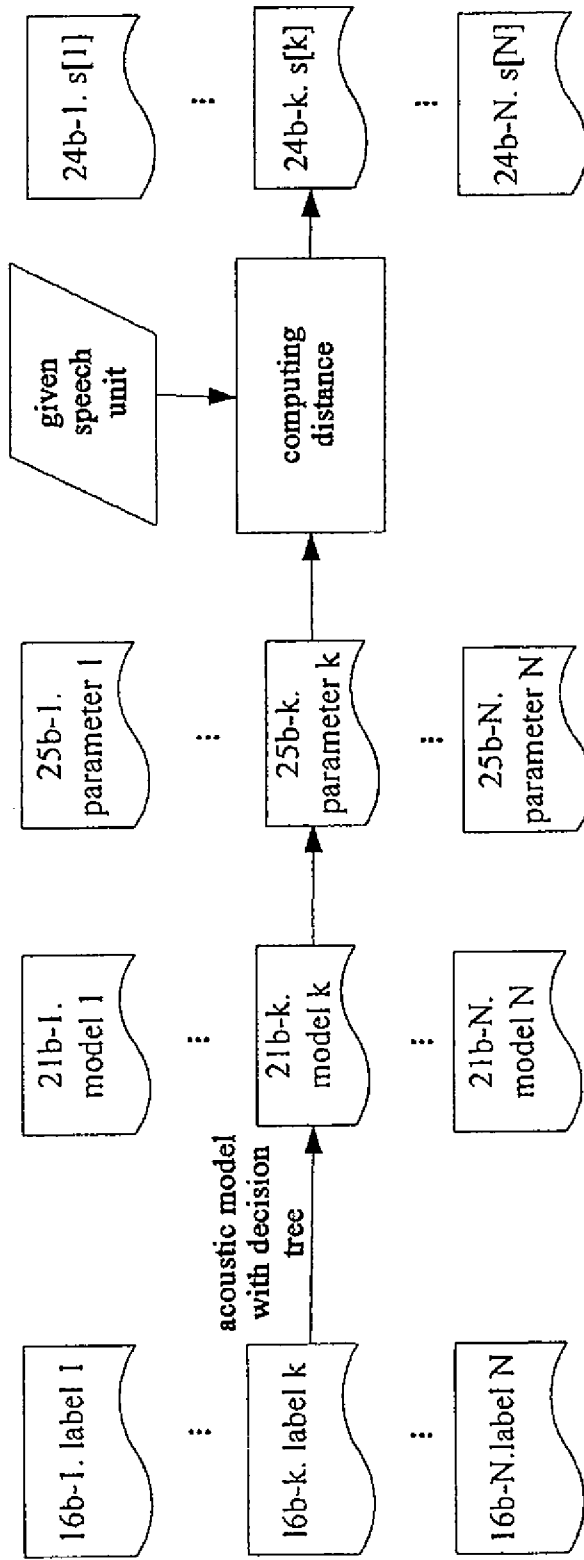 16b-1. label 1
⋮
16b-k. label k
⋮
16b-N.label N
acoustic model
with decision
tree
21b-1.
model 1
⋮
21b-k.
model k
⋮
21b-N.
model N
25b-1.
parameter 1
⋮
25b-k.
parameter k
⋮
25b-N.
parameter N
given
speech
unit
computing
distance
24b-1. s[1]
⋮
24b-k. s[k]
⋮
24b-N. s[N]